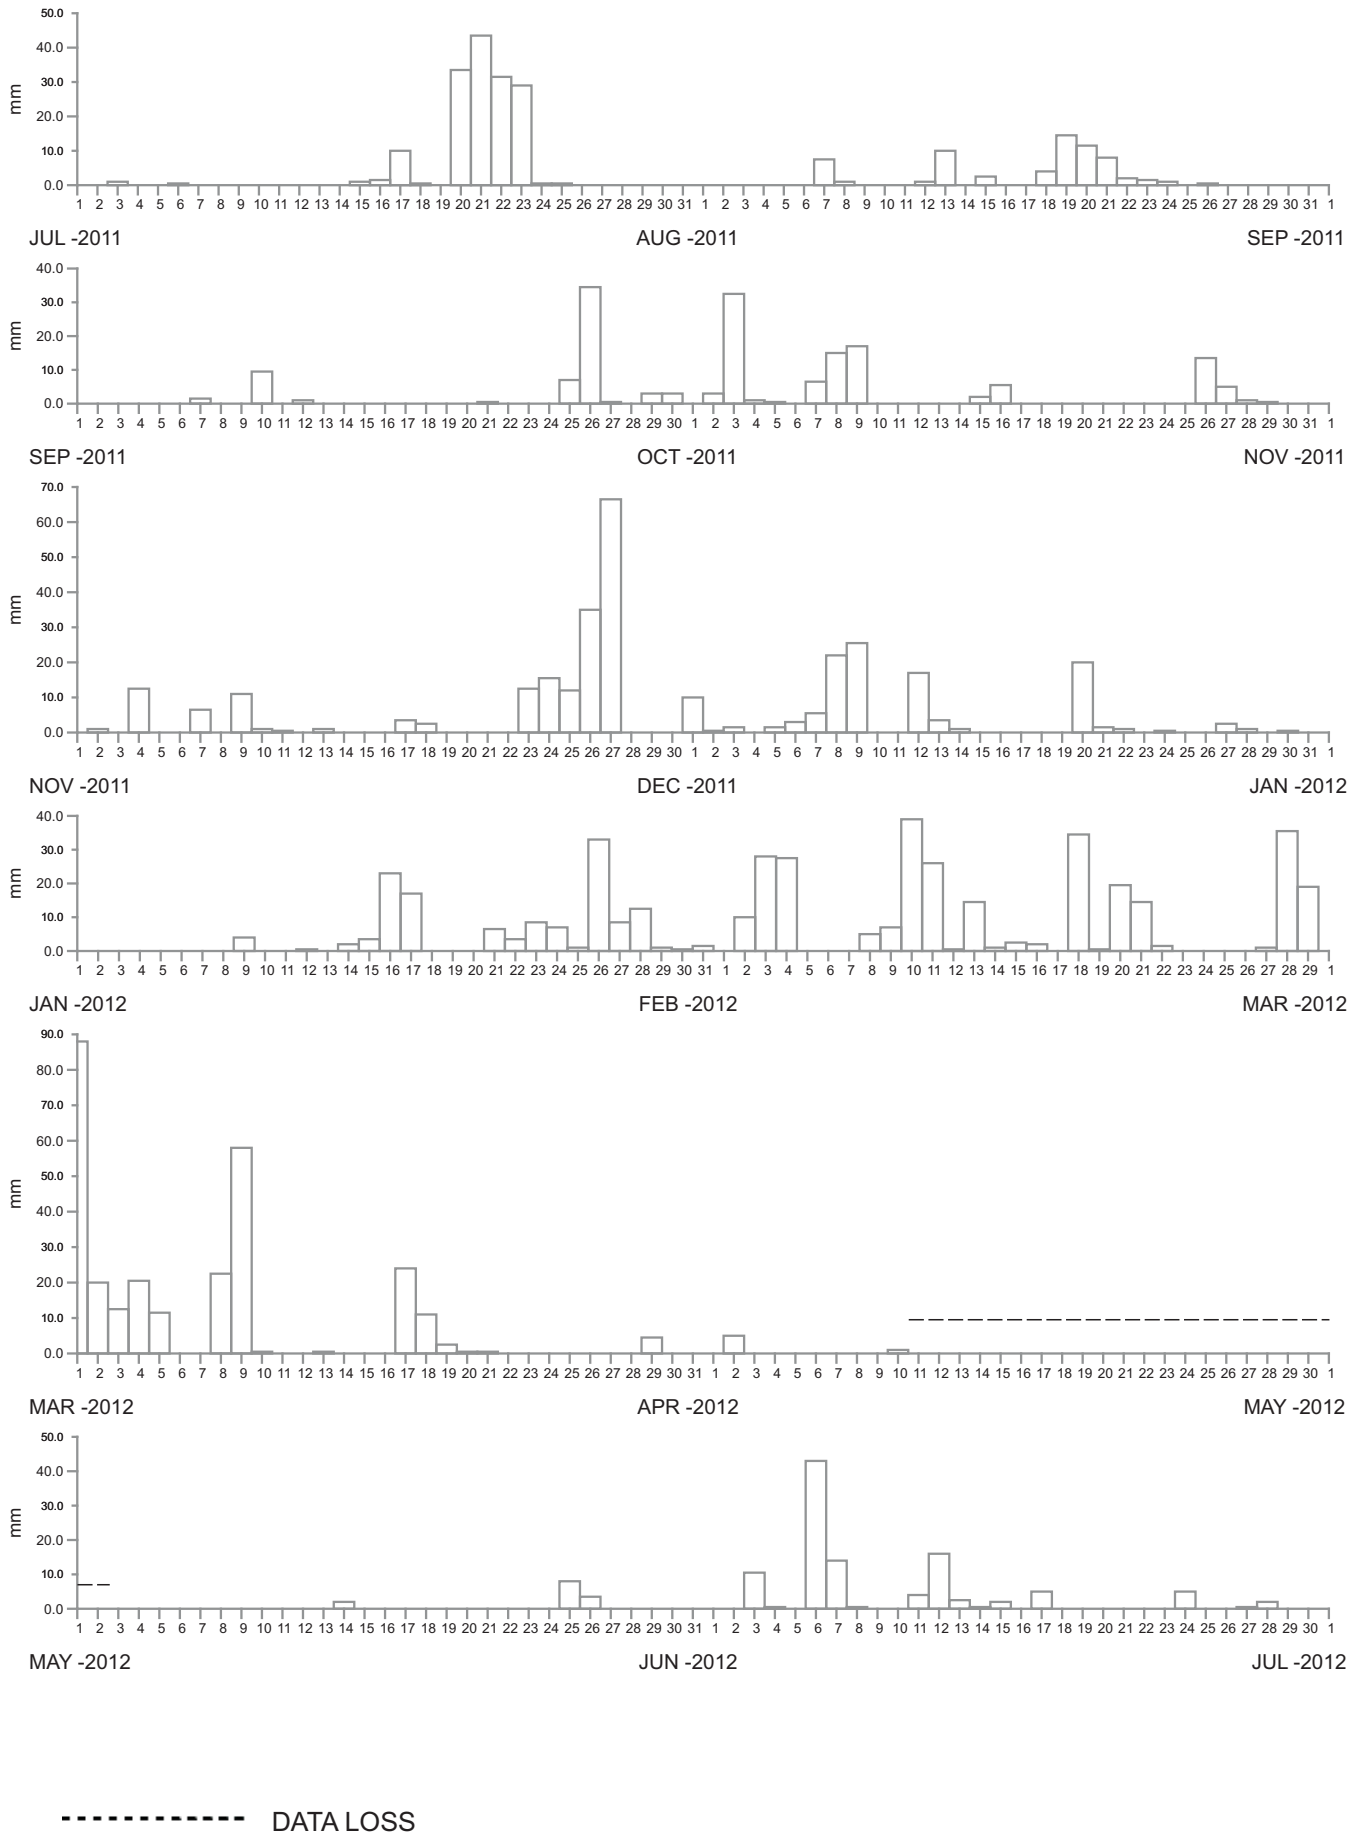 50.0
40.0
30.0
20.0
10.0
0.0
mm
1 2 3 4 5 6 7 8 9 10 11 12 13 14 15 16 17 18 19 20 21 22 23 24 25 26 27 28 29 30 31 1 2 3 4 5 6 7 8 9 10 11 12 13 14 15 16 17 18 19 20 21 22 23 24 25 26 27 28 29 30 31 1
JUL -2011 AUG -2011 SEP -2011
40.0
30.0
20.0
10.0
0.0
mm
1 2 3 4 5 6 7 8 9 10 11 12 13 14 15 16 17 18 19 20 21 22 23 24 25 26 27 28 29 30 1 2 3 4 5 6 7 8 9 10 11 12 13 14 15 16 17 18 19 20 21 22 23 24 25 26 27 28 29 30 31 1
SEP -2011 OCT -2011 NOV -2011
70.0
60.0
50.0
40.0
30.0
20.0
10.0
0.0
mm
1 2 3 4 5 6 7 8 9 10 11 12 13 14 15 16 17 18 19 20 21 22 23 24 25 26 27 28 29 30 1 2 3 4 5 6 7 8 9 10 11 12 13 14 15 16 17 18 19 20 21 22 23 24 25 26 27 28 29 30 31 1
NOV -2011 DEC -2011 JAN -2012
40.0
30.0
20.0
10.0
0.0
mm
1 2 3 4 5 6 7 8 9 10 11 12 13 14 15 16 17 18 19 20 21 22 23 24 25 26 27 28 29 30 31 1 2 3 4 5 6 7 8 9 10 11 12 13 14 15 16 17 18 19 20 21 22 23 24 25 26 27 28 29 1
JAN -2012 FEB -2012 MAR -2012
90.0
80.0
70.0
60.0
50.0
40.0
30.0
20.0
10.0
0.0
mm
1 2 3 4 5 6 7 8 9 10 11 12 13 14 15 16 17 18 19 20 21 22 23 24 25 26 27 28 29 30 31 1 2 3 4 5 6 7 8 9 10 11 12 13 14 15 16 17 18 19 20 21 22 23 24 25 26 27 28 29 30 1
MAR -2012 APR -2012 MAY -2012
50.0
40.0
30.0
20.0
10.0
0.0
mm
1 2 3 4 5 6 7 8 9 10 11 12 13 14 15 16 17 18 19 20 21 22 23 24 25 26 27 28 29 30 31 1 2 3 4 5 6 7 8 9 10 11 12 13 14 15 16 17 18 19 20 21 22 23 24 25 26 27 28 29 30 1
MAY -2012 JUN -2012 JUL -2012
DATA LOSS